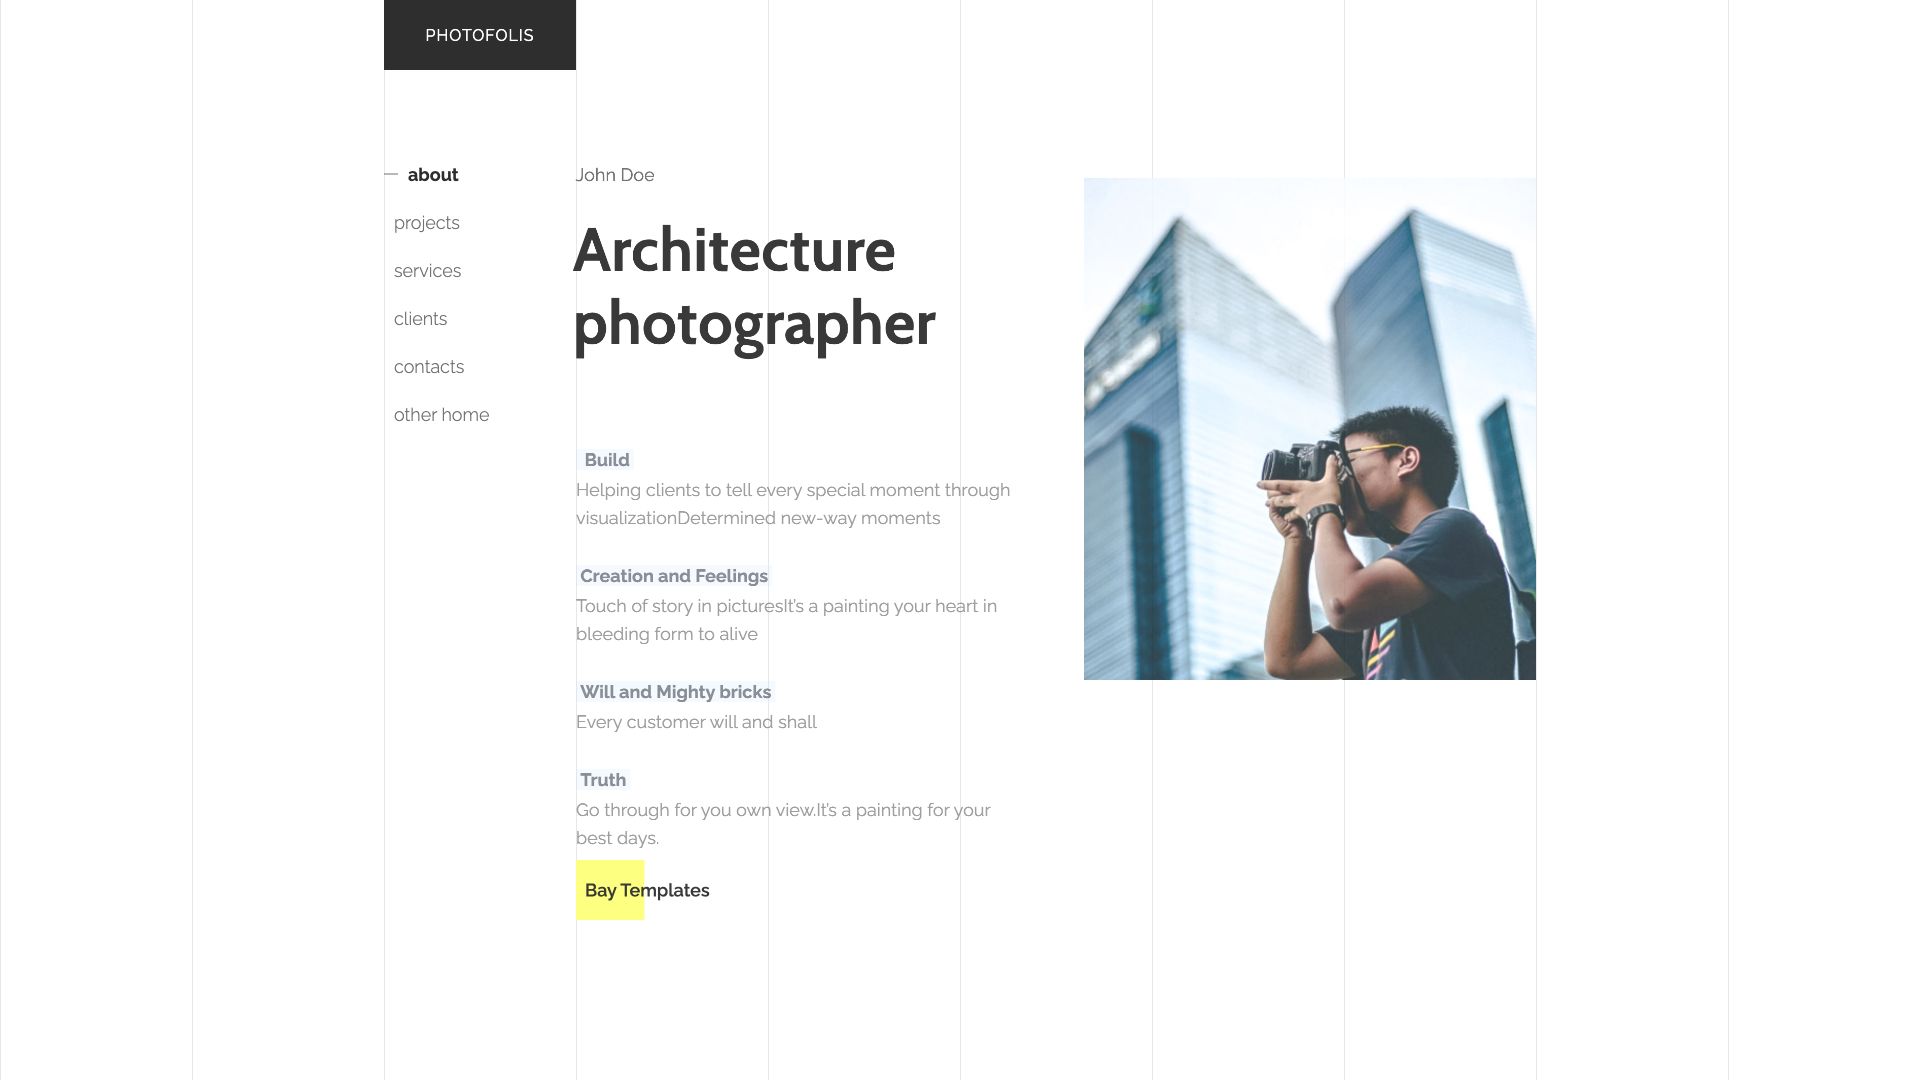 PHOTOFOLIS
about
projects
services
clients
contacts
other home
John Doe
Architecture
photographer
Build
Helping clients to tell every special moment through
visualizationDetermined new-way moments
Creation and Feelings
Touch of story in picturesIt's a painting your heart in
bleeding form to alive
Will and Mighty bricks
Every customer will and shall
Truth
Go through for you own view.It's a painting for your
best days.
Bay Templates